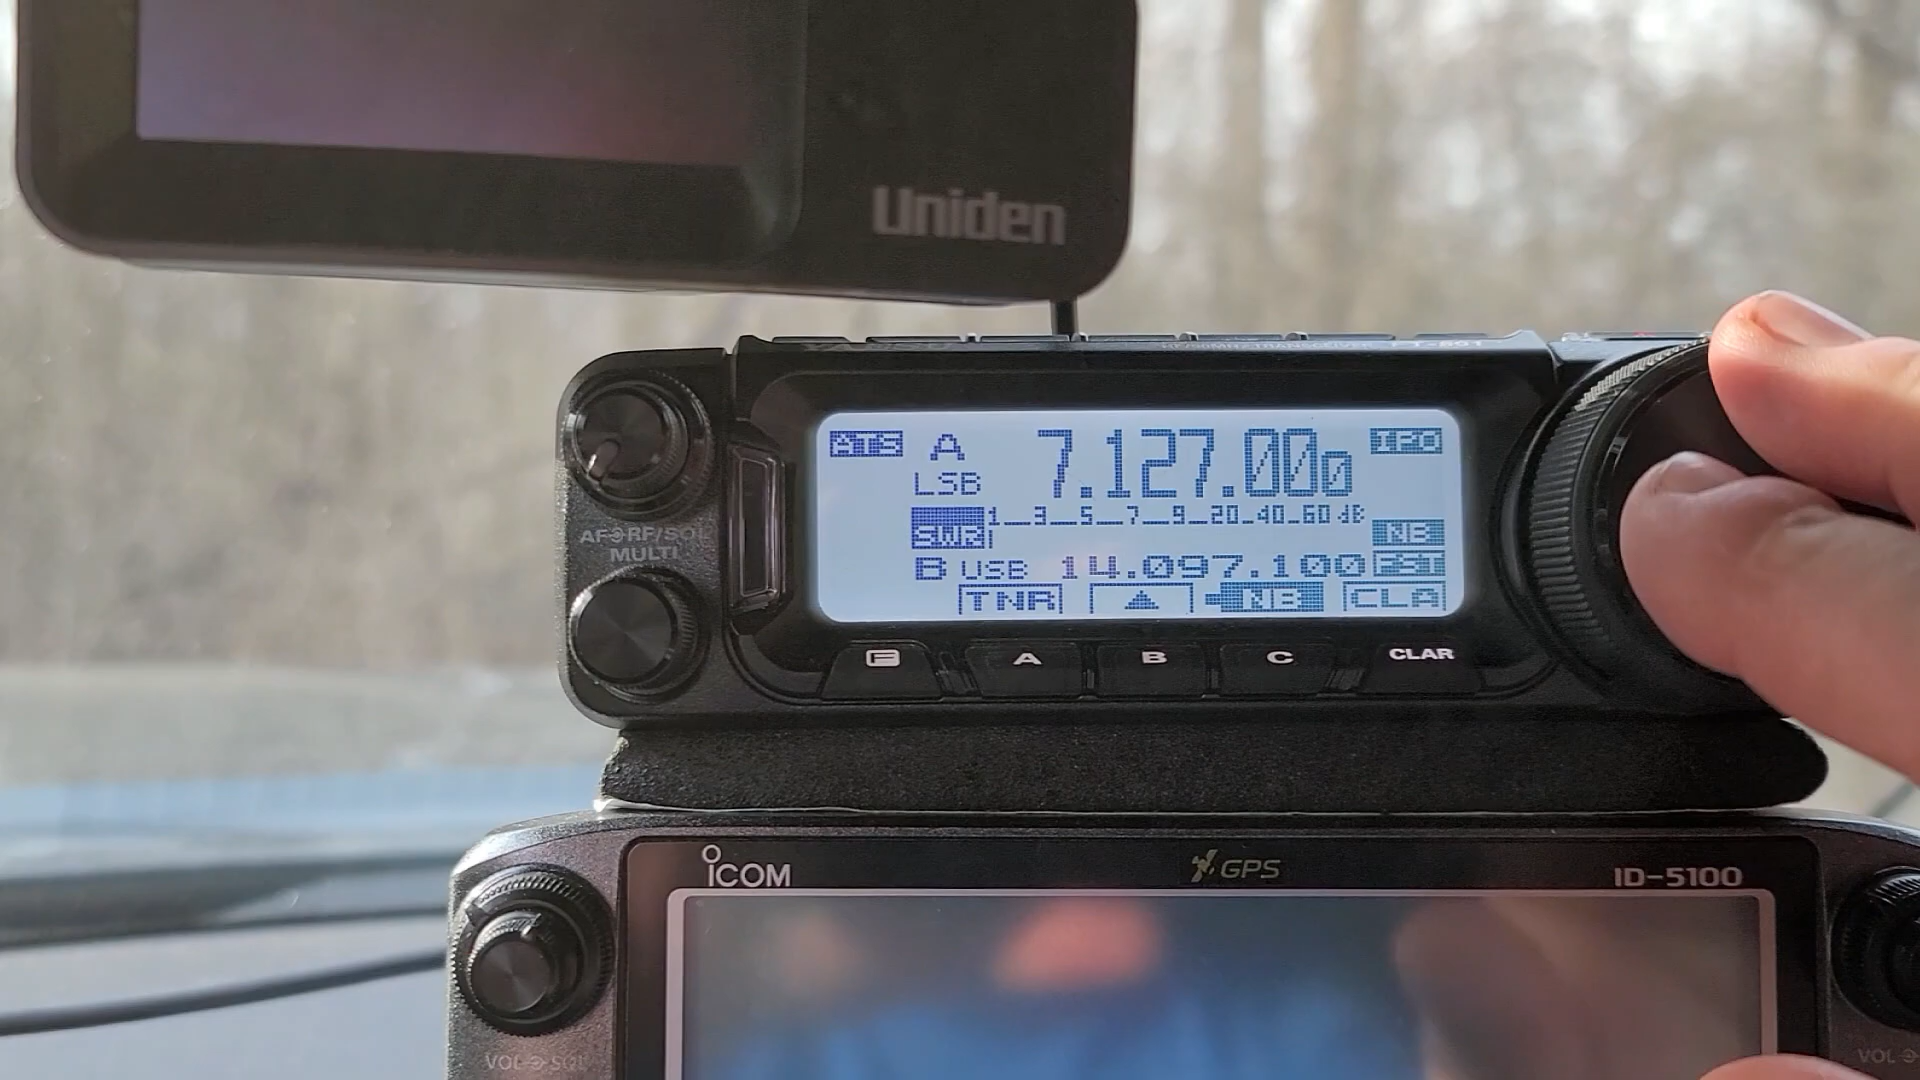 Uniden
ATS A 7.127.000 IPO
LSB
1 3 5 7 9 20 40 60 dB
SWR NB
B USB 14.097.100 FST
TNR ▲ NB CLA
AF RF/SQL
MULTI
F A B C CLAR
ICOM GPS ID-5100
VOL SQL VOL